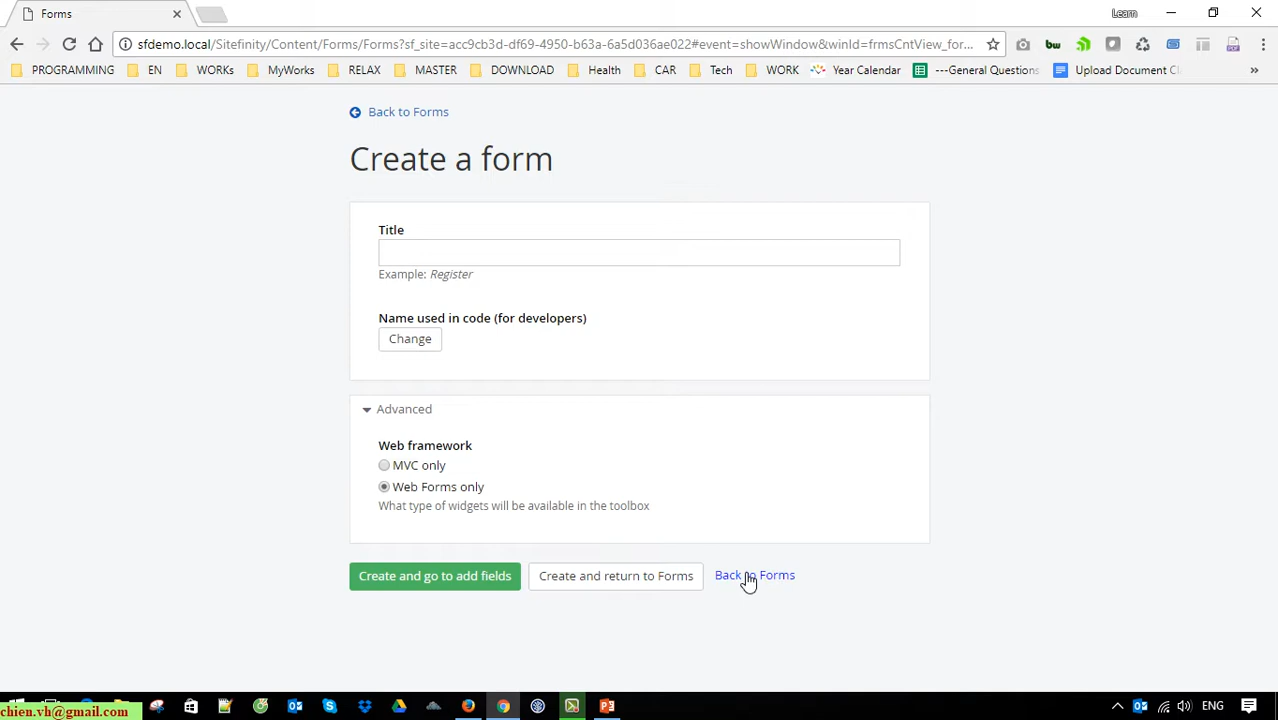 Forms
Learn
sfdemo.local/Sitefinity/Content/Forms/Forms?sf_site=acc9cb3d-df69-4950-b63a-6a5d036ae022#event=showWindow&winId=frmsCntView_for...
PROGRAMMING EN WORKs MyWorks RELAX MASTER DOWNLOAD Health CAR Tech WORK Year Calendar ---General Questions Upload Document Cl
Back to Forms
Create a form
Title
Example: Register
Name used in code (for developers)
Change
Advanced
Web framework
MVC only
Web Forms only
What type of widgets will be available in the toolbox
Create and go to add fields Create and return to Forms Back to Forms
chien.vh@gmail.com
ENG